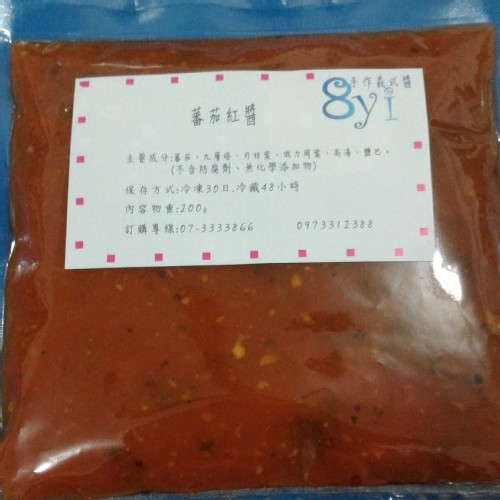 手作義式醬
8yi
蕃茄紅醬
主要成分:蕃茄、九層塔、月桂葉、俄力岡葉、高湯、鹽巴。
(不含防腐劑、無化學添加物)
保存方式:冷凍30日.冷藏48小時
內容物重:200g
訂購專線:07-3333866 0973312388